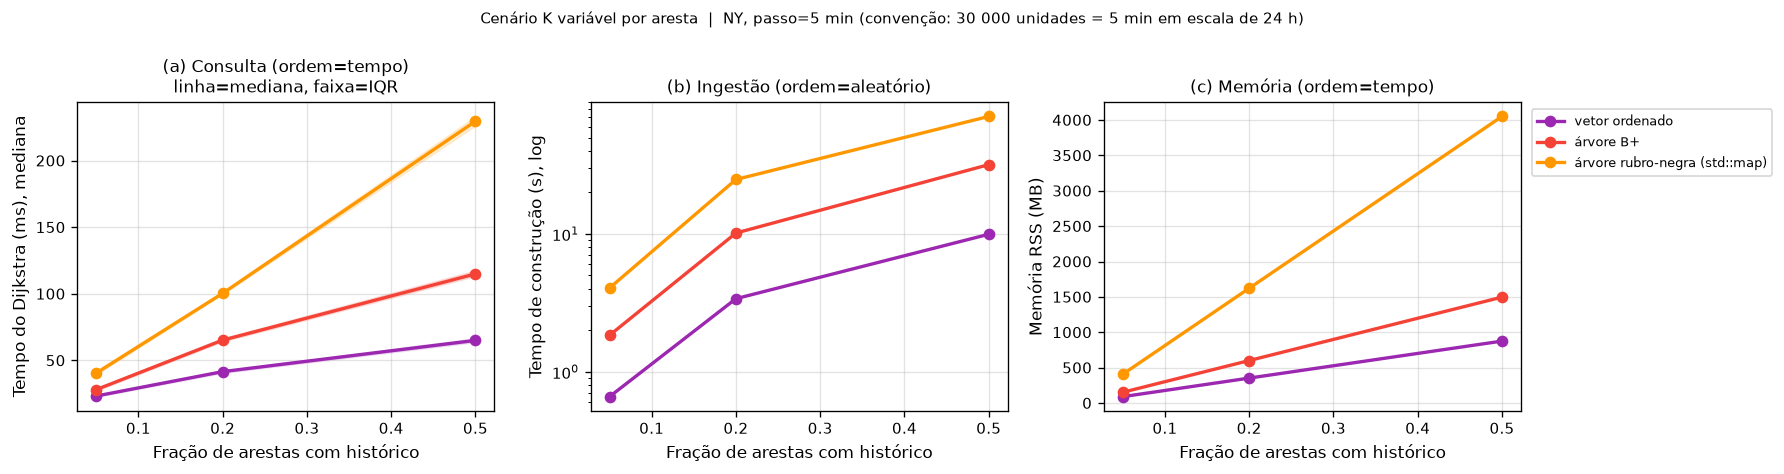 Cenário K variável por aresta | NY, passo=5 min (convenção: 30 000 unidades = 5 min em escala de 24 h)
(a) Consulta (ordem=tempo)
linha=mediana, faixa=IQR
Tempo do Dijkstra (ms), mediana
200
150
100
50
0.1
0.2
0.3
0.4
0.5
Fração de arestas com histórico
(b) Ingestão (ordem=aleatório)
Tempo de construção (s), log
10¹
10⁰
0.1
0.2
0.3
0.4
0.5
Fração de arestas com histórico
(c) Memória (ordem=tempo)
Memória RSS (MB)
4000
3500
3000
2500
2000
1500
1000
500
0
0.1
0.2
0.3
0.4
0.5
Fração de arestas com histórico
vetor ordenado
árvore B+
árvore rubro-negra (std::map)